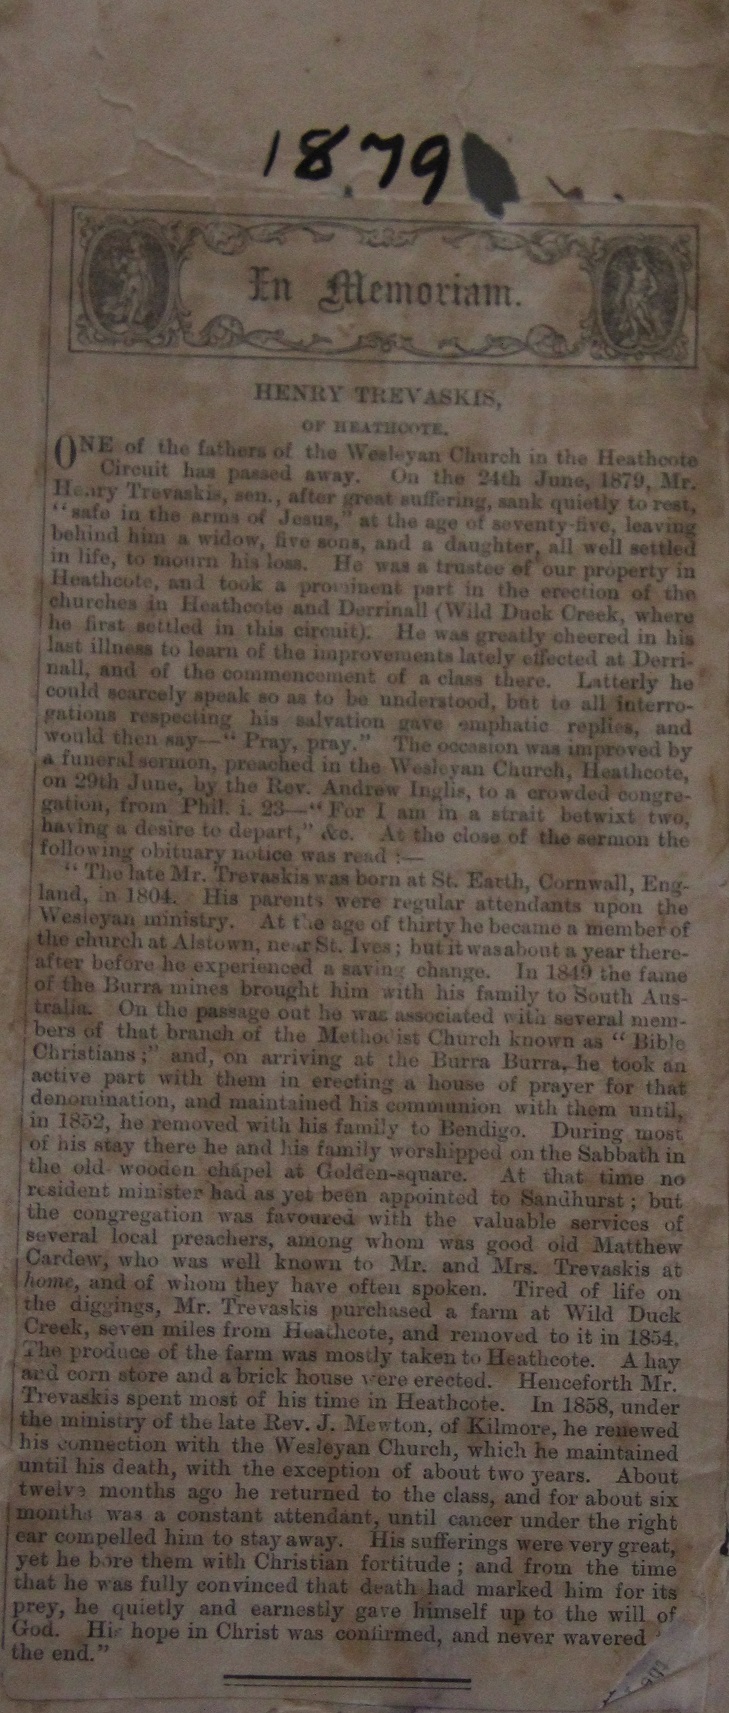 1879
In Memoriam.
HENRY TREVASKIS,
OF HEATHCOTE.
ONE of the fathers of the Wesleyan Church in the Heathcote
Circuit has passed away. On the 24th June, 1879, Mr.
Henry Trevaskis, sen., after great suffering, sank quietly to rest,
"safe in the arms of Jesus," at the age of seventy-five, leaving
behind him a widow, five sons, and a daughter, all well settled
in life, to mourn his loss. He was a trustee of our property in
Heathcote, and took a prominent part in the erection of the
churches in Heathcote and Derrinall (Wild Duck Creek, where
he first settled in this circuit). He was greatly cheered in his
last illness to learn of the improvements lately effected at Derri-
nall, and of the commencement of a class there. Latterly he
could scarcely speak so as to be understood, but to all interro-
gations respecting his salvation gave emphatic replies, and
would then say—"Pray, pray." The occasion was improved by
a funeral sermon, preached in the Wesleyan Church, Heathcote,
on 29th June, by the Rev. Andrew Inglis, to a crowded congre-
gation, from Phil. i. 23—"For I am in a strait betwixt two,
having a desire to depart," &c. At the close of the sermon the
following obituary notice was read :—
"The late Mr. Trevaskis was born at St. Earth, Cornwall, Eng-
land, in 1804. His parents were regular attendants upon the
Wesleyan ministry. At the age of thirty he became a member of
the church at Alstown, near St. Ives; but it was about a year there-
after before he experienced a saving change. In 1849 the fame
of the Burra mines brought him with his family to South Aus-
tralia. On the passage out he was associated with several mem-
bers of that branch of the Methodist Church known as "Bible
Christians;" and, on arriving at the Burra Burra, he took an
active part with them in erecting a house of prayer for that
denomination, and maintained his communion with them until,
in 1852, he removed with his family to Bendigo. During most
of his stay there he and his family worshipped on the Sabbath in
the old wooden chapel at Golden-square. At that time no
resident minister had as yet been appointed to Sandhurst; but
the congregation was favoured with the valuable services of
several local preachers, among whom was good old Matthew
Cardew, who was well known to Mr. and Mrs. Trevaskis at
home, and of whom they have often spoken. Tired of life on
the diggings, Mr. Trevaskis purchased a farm at Wild Duck
Creek, seven miles from Heathcote, and removed to it in 1854.
The produce of the farm was mostly taken to Heathcote. A hay
and corn store and a brick house were erected. Henceforth Mr.
Trevaskis spent most of his time in Heathcote. In 1858, under
the ministry of the late Rev. J. Mewton, of Kilmore, he renewed
his connection with the Wesleyan Church, which he maintained
until his death, with the exception of about two years. About
twelve months ago he returned to the class, and for about six
months was a constant attendant, until cancer under the right
ear compelled him to stay away. His sufferings were very great,
yet he bore them with Christian fortitude; and from the time
that he was fully convinced that death had marked him for its
prey, he quietly and earnestly gave himself up to the will of
God. His hope in Christ was confirmed, and never wavered
the end."